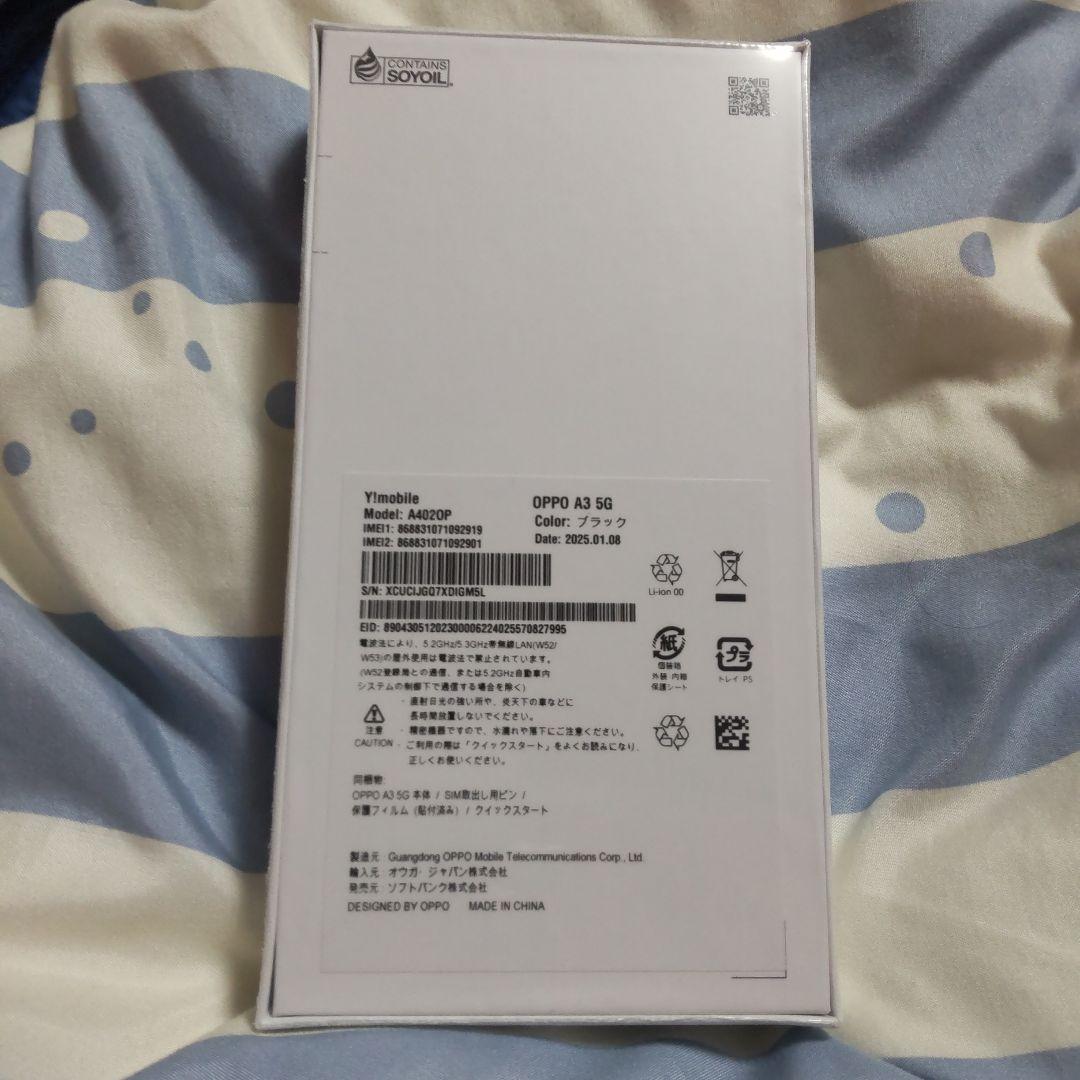 CONTAINS
SOYOIL
Y!mobile
OPPO A3 5G
Model: A402OP
Color: ブラック
IMEI1: 868831071092919
Date: 2025.01.08
IMEI2: 868831071092901
S/N: XCUCIJGQ7XDIGM5L
Li-ion 00
EID: 89043051202300006224025570827995
電波法により、5.2GHz/5.3GHz帯無線LAN(W52/
W53)の屋外使用は電波法で禁止されています。
(W52登録局との通信、または5.2GHz自動車内
システムの制御下で通信する場合を除く)
紙
個装箱
外装 内箱
保護シート
プラ
トレイ PS
・直射日光の強い所や、炎天下の車などに
長時間放置しないでください。
注意
・精密機器ですので、水濡れや落下にご注意ください。
CAUTION
・ご利用の際は「クイックスタート」をよくお読みになり、
正しくお使いください。
同梱物:
OPPO A3 5G 本体 / SIM取出し用ピン /
保護フィルム (貼付済み) / クイックスタート
製造元: Guangdong OPPO Mobile Telecommunications Corp., Ltd.
輸入元: オウガ・ジャパン株式会社
発売元: ソフトバンク株式会社
DESIGNED BY OPPO MADE IN CHINA